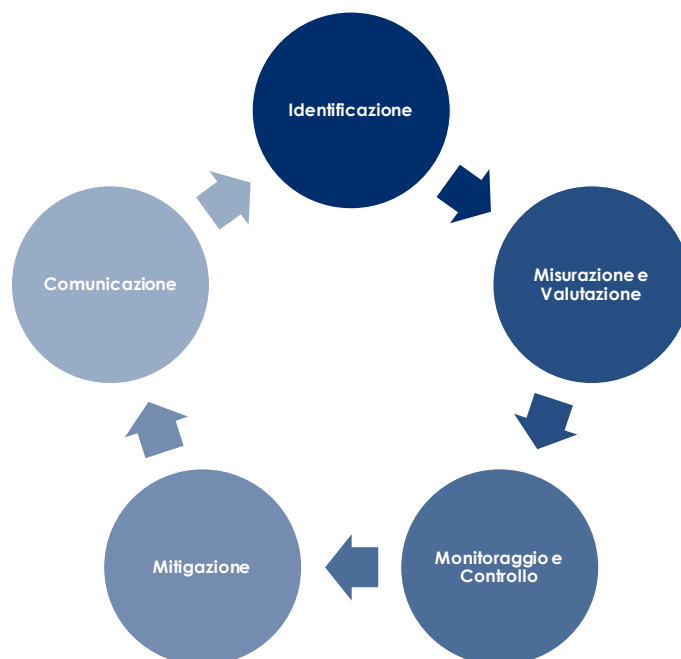 Identificazione
Misurazione e
Valutazione
Monitoraggio e
Controllo
Mitigazione
Comunicazione